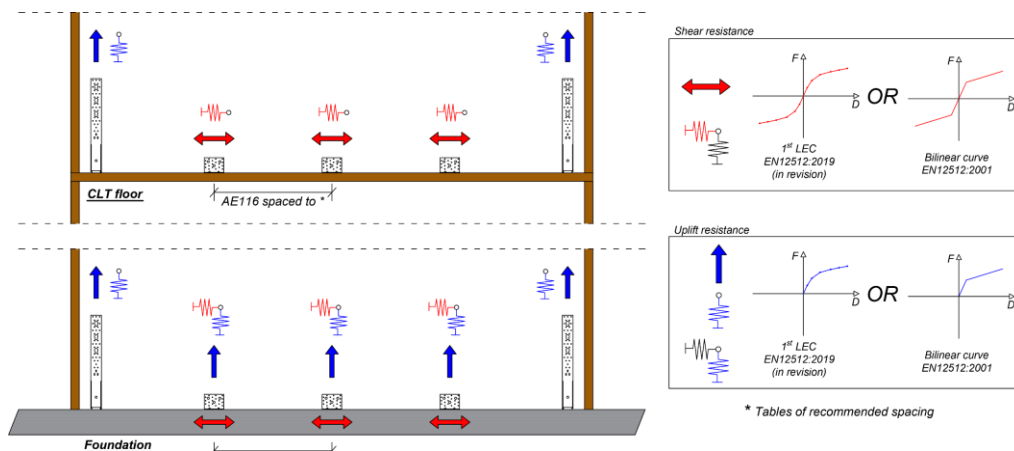 CLT floor
AE116 spaced to *
Foundation
Shear resistance
F
D
OR
F
D
1st LEC
EN12512:2019
(in revision)
Bilinear curve
EN12512:2001
Uplift resistance
F
D
OR
F
D
1st LEC
EN12512:2019
(in revision)
Bilinear curve
EN12512:2001
* Tables of recommended spacing